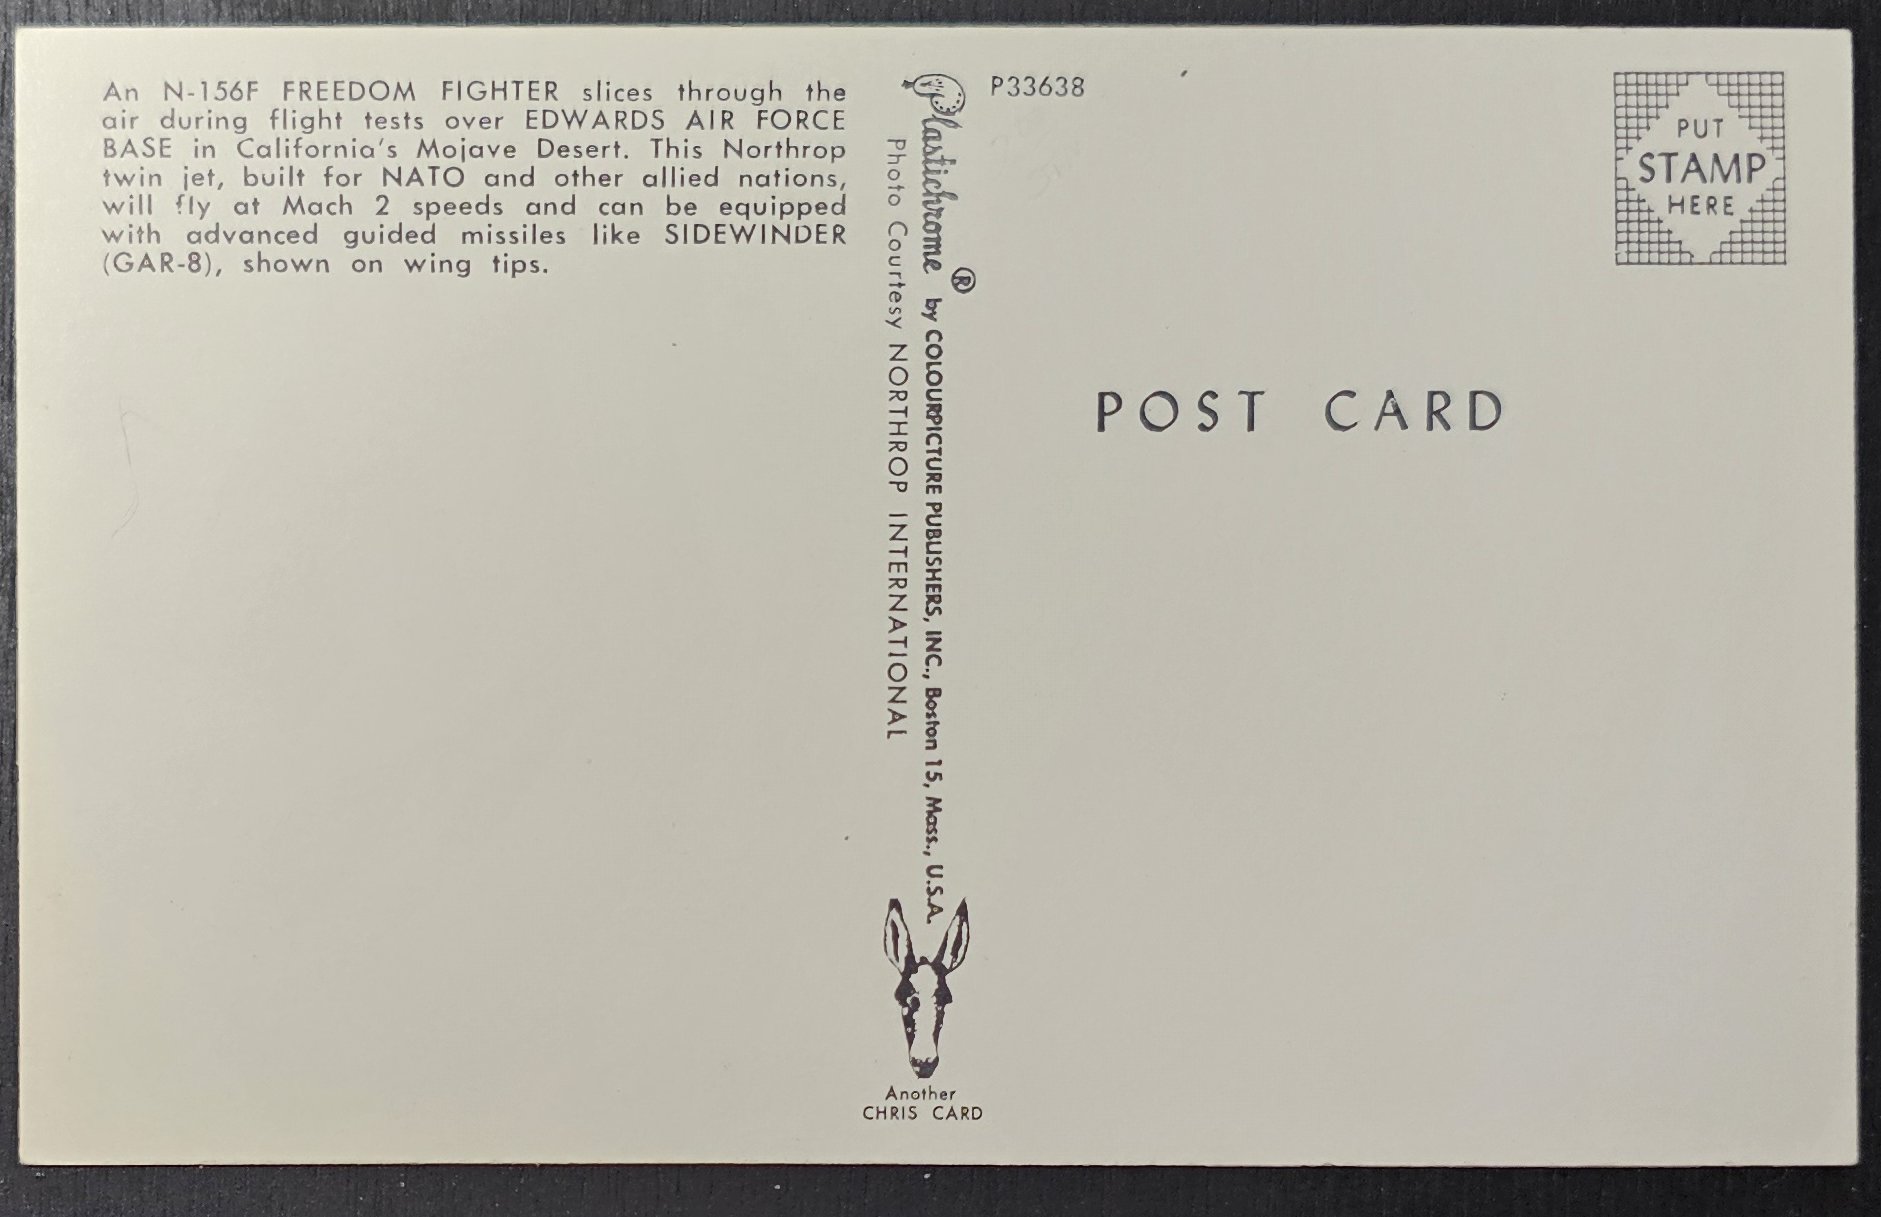 An N-156F FREEDOM FIGHTER slices through the
air during flight tests over EDWARDS AIR FORCE
BASE in California's Mojave Desert. This Northrop
twin jet, built for NATO and other allied nations,
will fly at Mach 2 speeds and can be equipped
with advanced guided missiles like SIDEWINDER
(GAR-8), shown on wing tips.
Plastichrome ® by COLOURPICTURE PUBLISHERS, INC., Boston 15, Mass., U.S.A.
Photo Courtesy NORTHROP INTERNATIONAL
Another
CHRIS CARD
P33638
PUT
STAMP
HERE
POST CARD